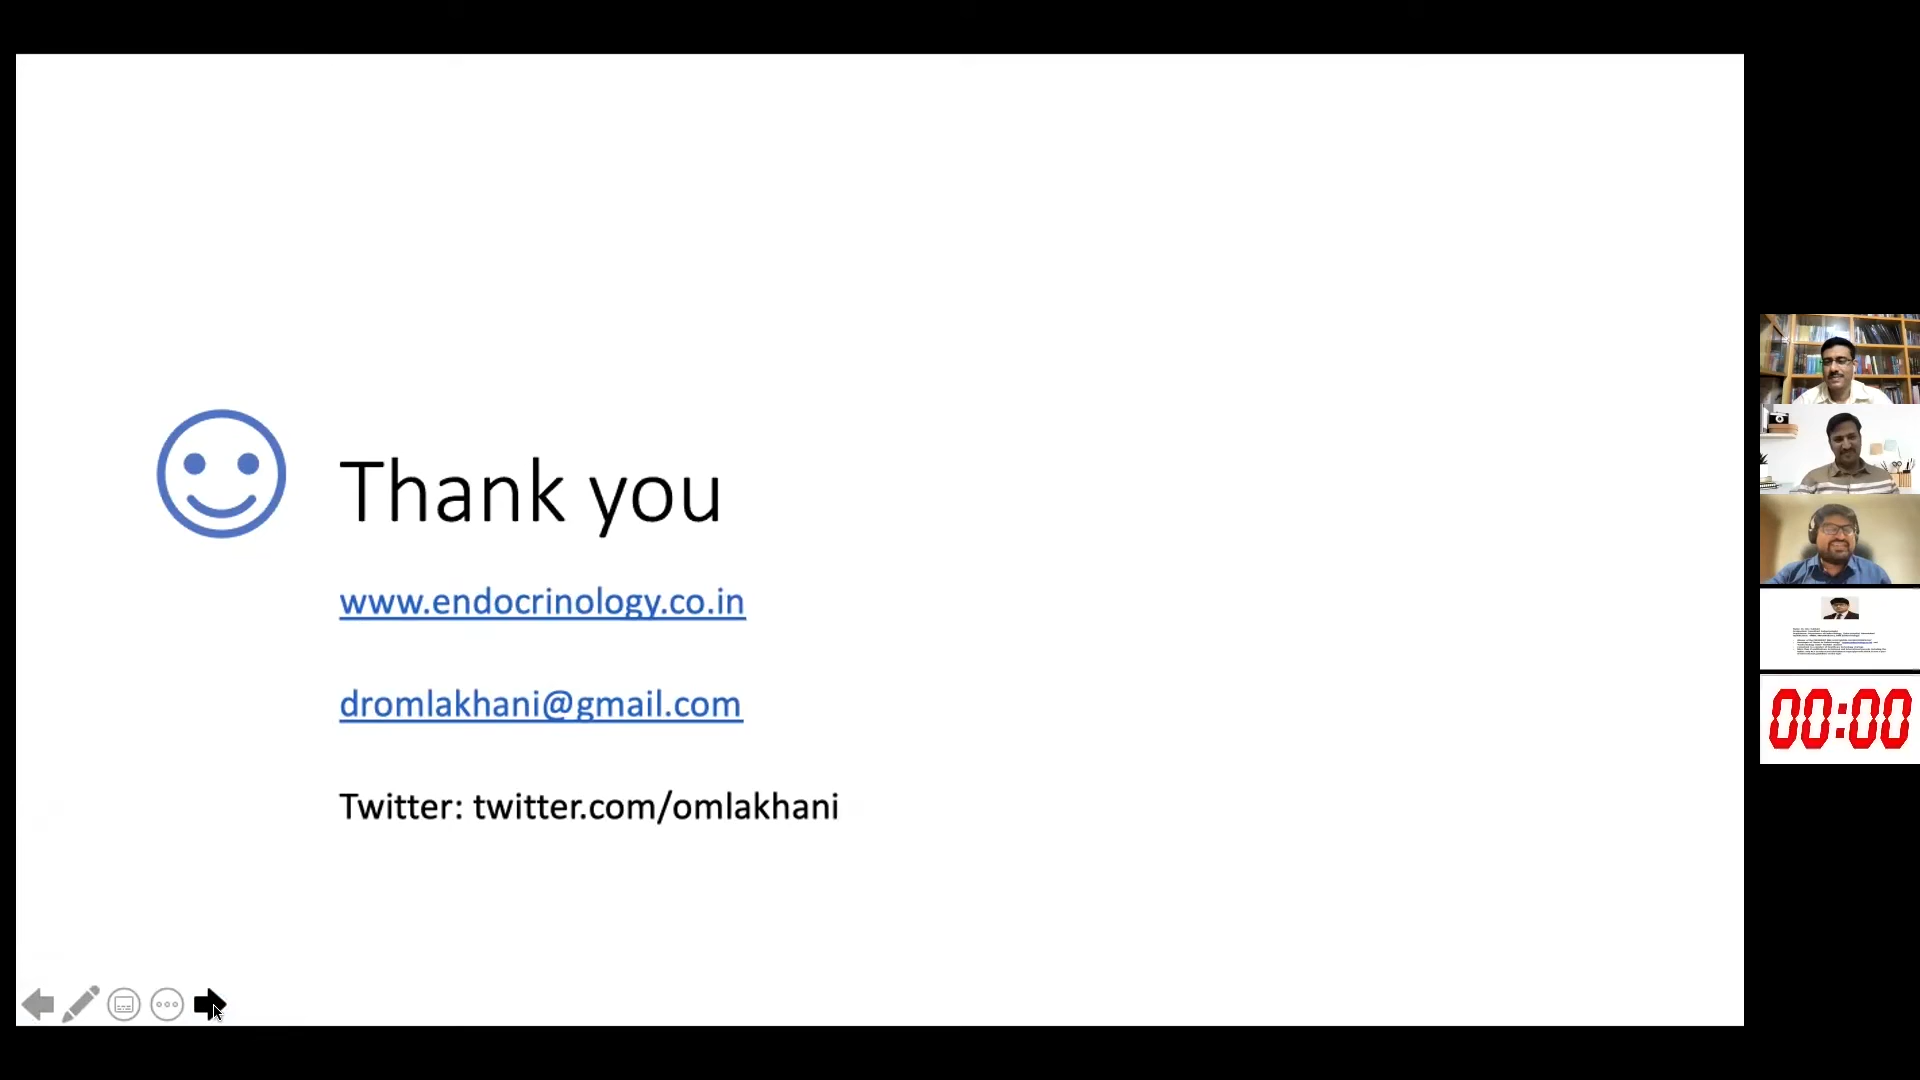 Thank you
www.endocrinology.co.in
dromlakhani@gmail.com
Twitter: twitter.com/omlakhani
00:00